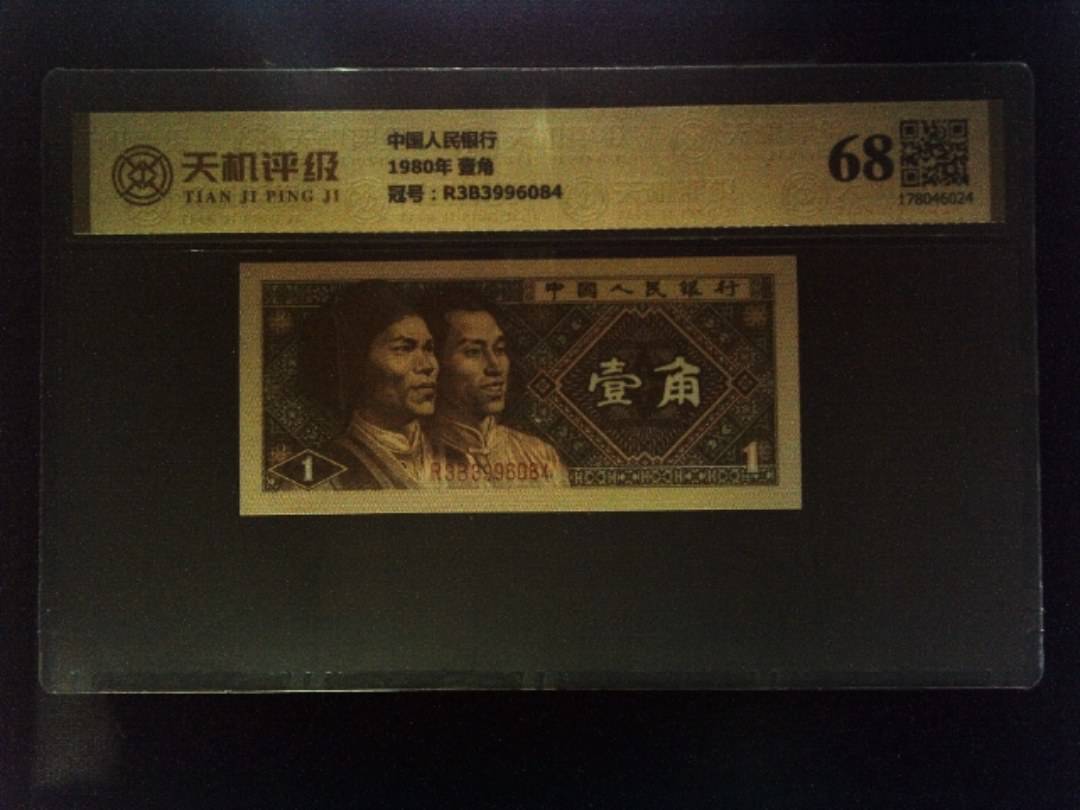 天机评级
TIAN JI PING JI
中国人民银行
1980年 壹角
冠号：R3B3996084
68
178046024
中国人民银行
壹角
1
R3B3996084
1